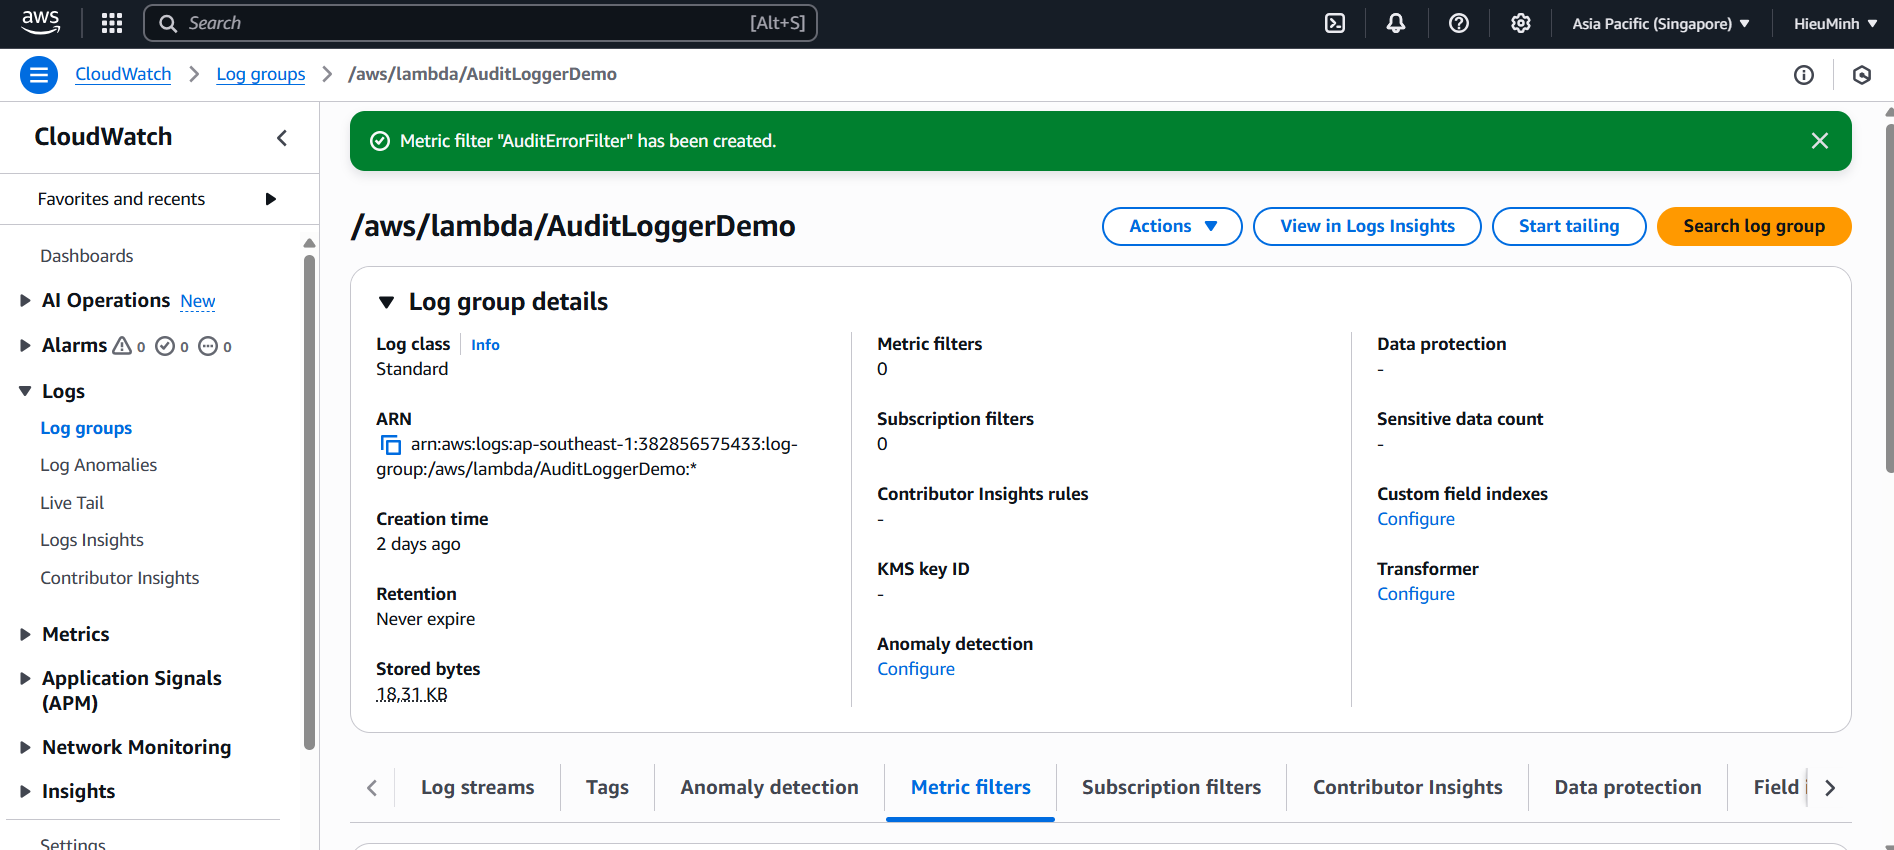 aws
Search [Alt+S]
Asia Pacific (Singapore)
HieuMinh
CloudWatch
Log groups
/aws/lambda/AuditLoggerDemo
CloudWatch
Favorites and recents
Dashboards
AI Operations New
Alarms 0 0 0
Logs
Log groups
Log Anomalies
Live Tail
Logs Insights
Contributor Insights
Metrics
Application Signals
(APM)
Network Monitoring
Insights
Settings
Metric filter "AuditErrorFilter" has been created.
/aws/lambda/AuditLoggerDemo
Actions
View in Logs Insights
Start tailing
Search log group
Log group details
Log class Info
Standard
ARN
arn:aws:logs:ap-southeast-1:382856575433:log-
group:/aws/lambda/AuditLoggerDemo:*
Creation time
2 days ago
Retention
Never expire
Stored bytes
18,31 KB
Metric filters
0
Subscription filters
0
Contributor Insights rules
-
KMS key ID
-
Anomaly detection
Configure
Data protection
-
Sensitive data count
-
Custom field indexes
Configure
Transformer
Configure
Log streams
Tags
Anomaly detection
Metric filters
Subscription filters
Contributor Insights
Data protection
Field